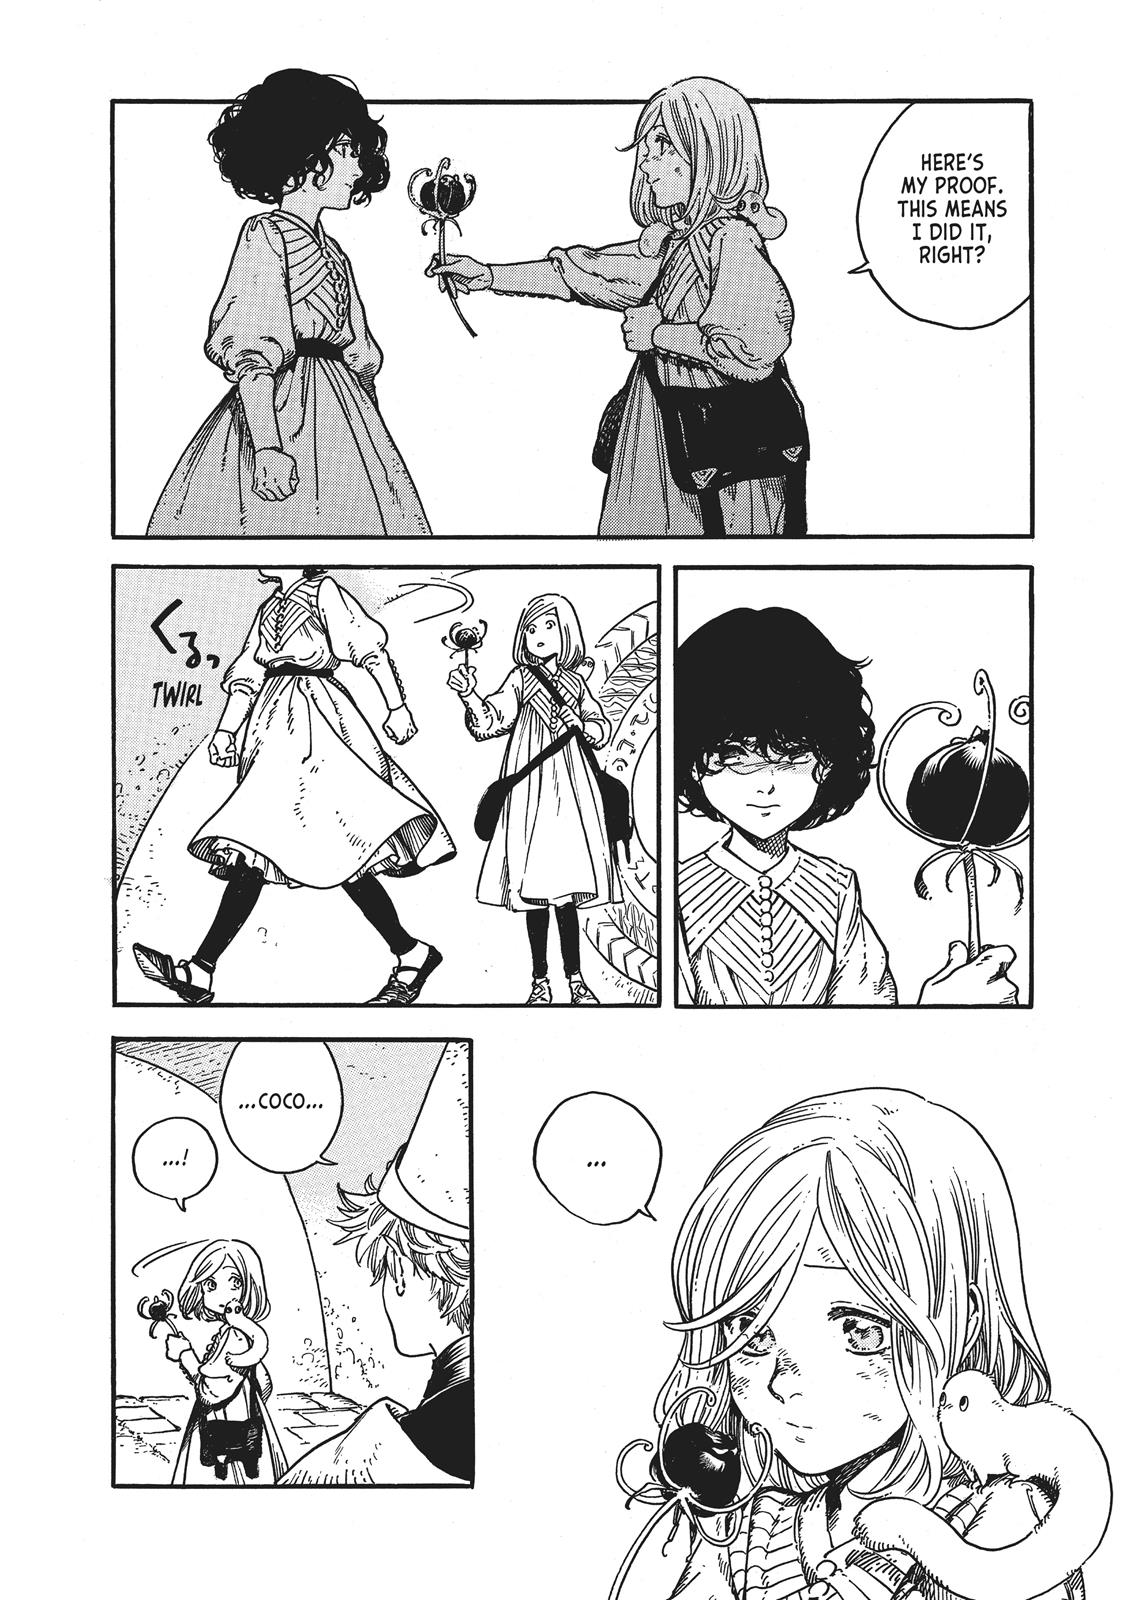 HERE'S
MY PROOF.
THIS MEANS
I DID IT,
RIGHT?
くるっ
TWIRL
...COCO...
...!
...